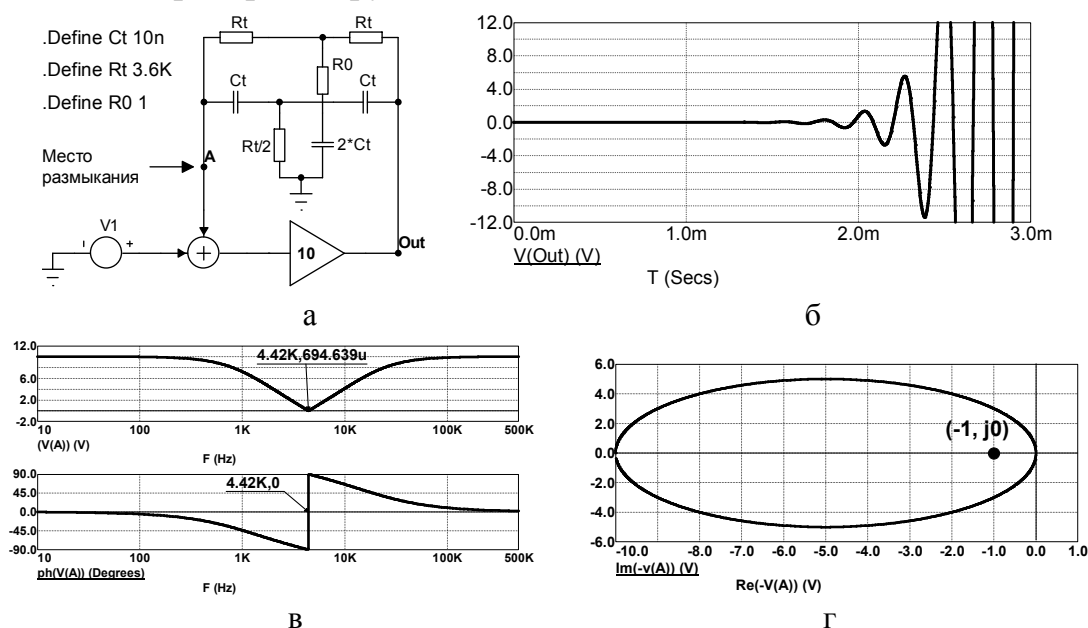 .Define Ct 10n
.Define Rt 3.6K
.Define R0 1
Место
размыкания
A
Rt
Rt
R0
Ct
Ct
Rt/2
2*Ct
V1
- +
+
10
Out
а
12.0
8.0
4.0
0.0
-4.0
-8.0
-12.0
0.0m 1.0m 2.0m 3.0m
V(Out) (V)
T (Secs)
б
12.0
6.0
2.0
-2.0
4.42K,694.639u
10 100 1K 10K 100K 500K
(V(A)) (V)
F (Hz)
90.0
45.0
0.0
-45.0
-90.0
4.42K,0
10 100 1K 10K 100K 500K
ph(V(A)) (Degrees)
F (Hz)
в
6.0
4.0
2.0
0.0
-2.0
-4.0
-6.0
(-1, j0)
-10.0 -8.0 -7.0 -6.0 -5.0 -4.0 -3.0 -2.0 -1.0 0.0 1.0
Im(-v(A)) (V)
Re(-V(A)) (V)
г